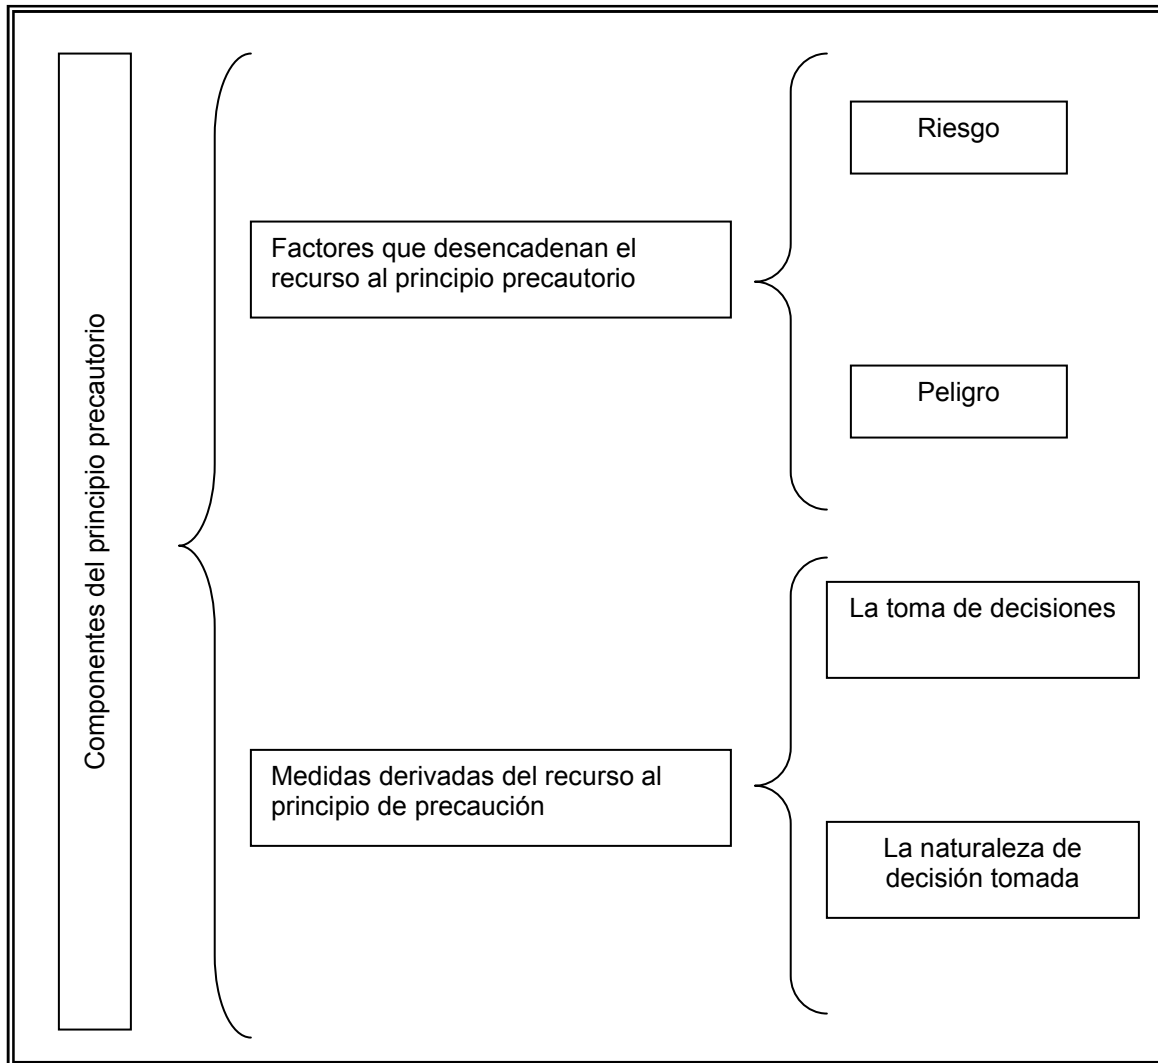 Componentes del principio precautorio
Factores que desencadenan el
recurso al principio precautorio
Riesgo
Peligro
Medidas derivadas del recurso al
principio de precaución
La toma de decisiones
La naturaleza de
decisión tomada